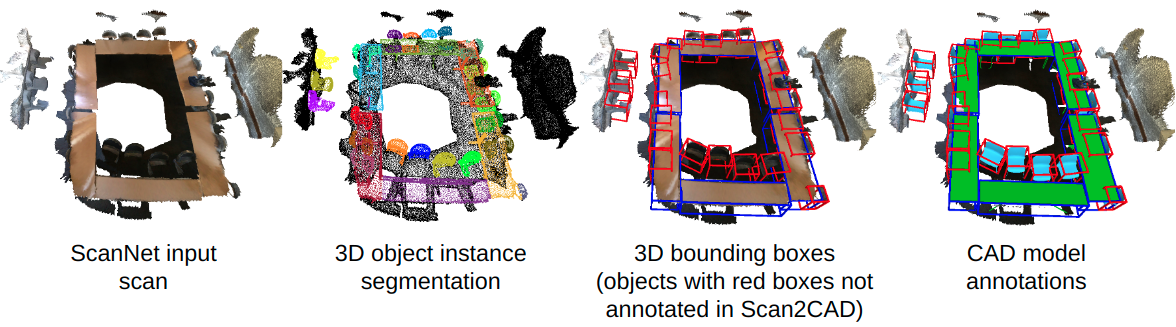 ScanNet input
scan
3D object instance
segmentation
3D bounding boxes
(objects with red boxes not
annotated in Scan2CAD)
CAD model
annotations